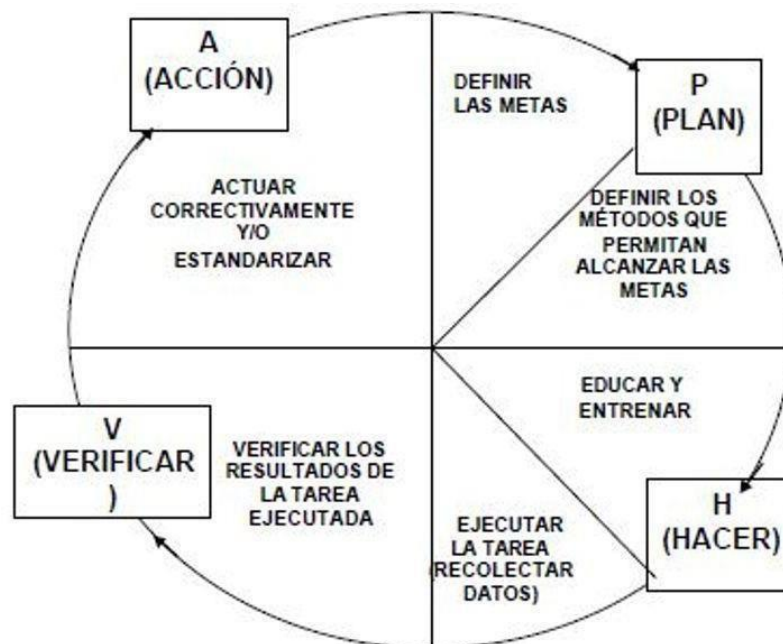 A
(ACCIÓN)
DEFINIR
LAS METAS
P
(PLAN)
ACTUAR
CORRECTIVAMENTE
Y/O
ESTANDARIZAR
DEFINIR LOS
MÉTODOS QUE
PERMITAN
ALCANZAR LAS
METAS
EDUCAR Y
ENTRENAR
V
(VERIFICAR
)
VERIFICAR LOS
RESULTADOS DE
LA TAREA
EJECUTADA
EJECUTAR
LA TAREA
(RECOLECTAR
DATOS)
H
(HACER)